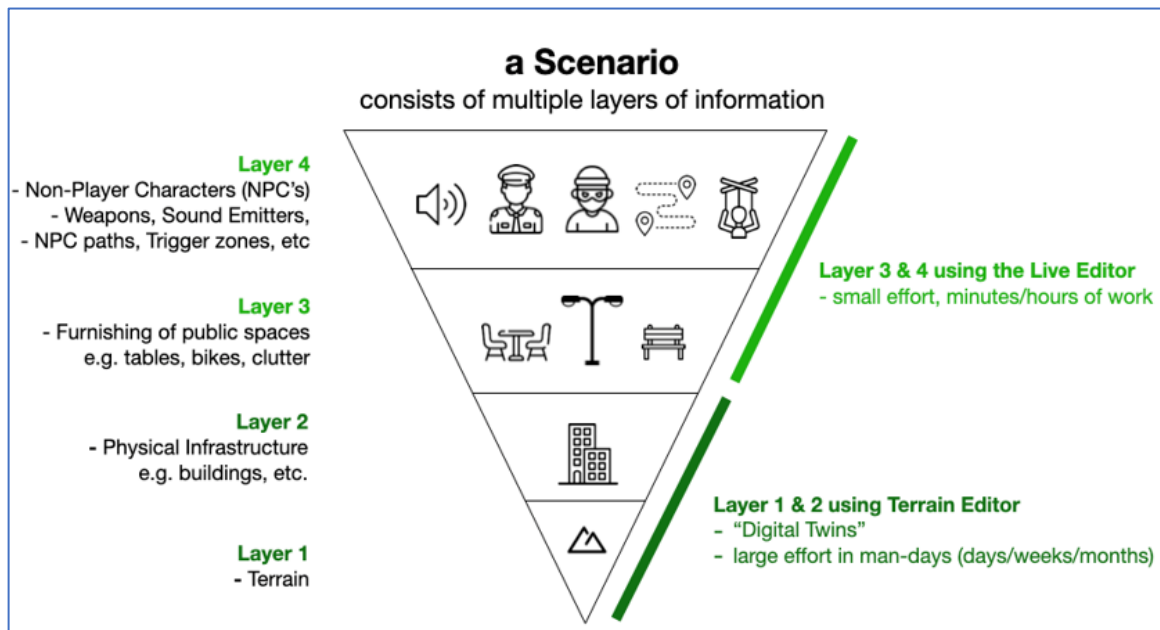 a Scenario
consists of multiple layers of information
Layer 4
- Non-Player Characters (NPC's)
- Weapons, Sound Emitters,
- NPC paths, Trigger zones, etc
Layer 3
- Furnishing of public spaces
e.g. tables, bikes, clutter
Layer 2
- Physical Infrastructure
e.g. buildings, etc.
Layer 1
- Terrain
Layer 3 & 4 using the Live Editor
- small effort, minutes/hours of work
Layer 1 & 2 using Terrain Editor
- “Digital Twins”
- large effort in man-days (days/weeks/months)